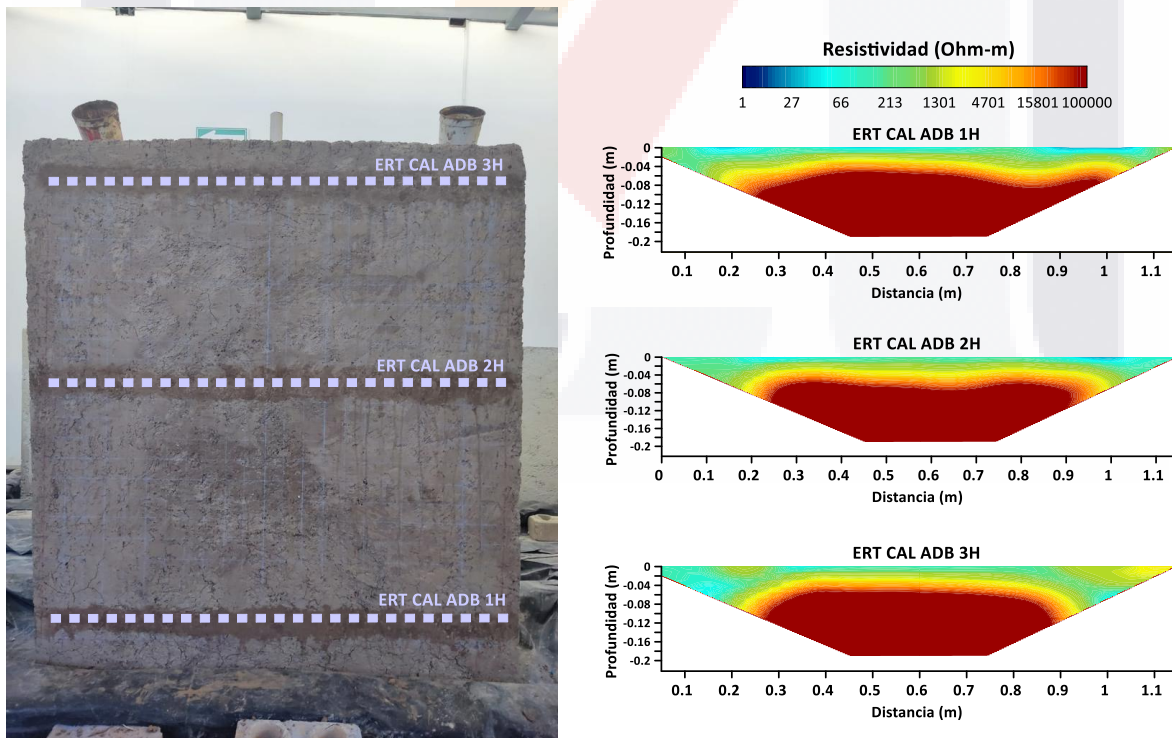 ERT CAL ADB 3H
ERT CAL ADB 2H
ERT CAL ADB 1H
Resistividad (Ohm-m)
1 27 66 213 1301 4701 15801 100000
ERT CAL ADB 1H
Profundidad (m)
0
-0.04
-0.08
-0.12
-0.16
-0.2
0.1 0.2 0.3 0.4 0.5 0.6 0.7 0.8 0.9 1 1.1
Distancia (m)
ERT CAL ADB 2H
Profundidad (m)
0
-0.04
-0.08
-0.12
-0.16
-0.2
0 0.1 0.2 0.3 0.4 0.5 0.6 0.7 0.8 0.9 1 1.1
Distancia (m)
ERT CAL ADB 3H
Profundidad (m)
0
-0.04
-0.08
-0.12
-0.16
-0.2
0.1 0.2 0.3 0.4 0.5 0.6 0.7 0.8 0.9 1 1.1
Distancia (m)